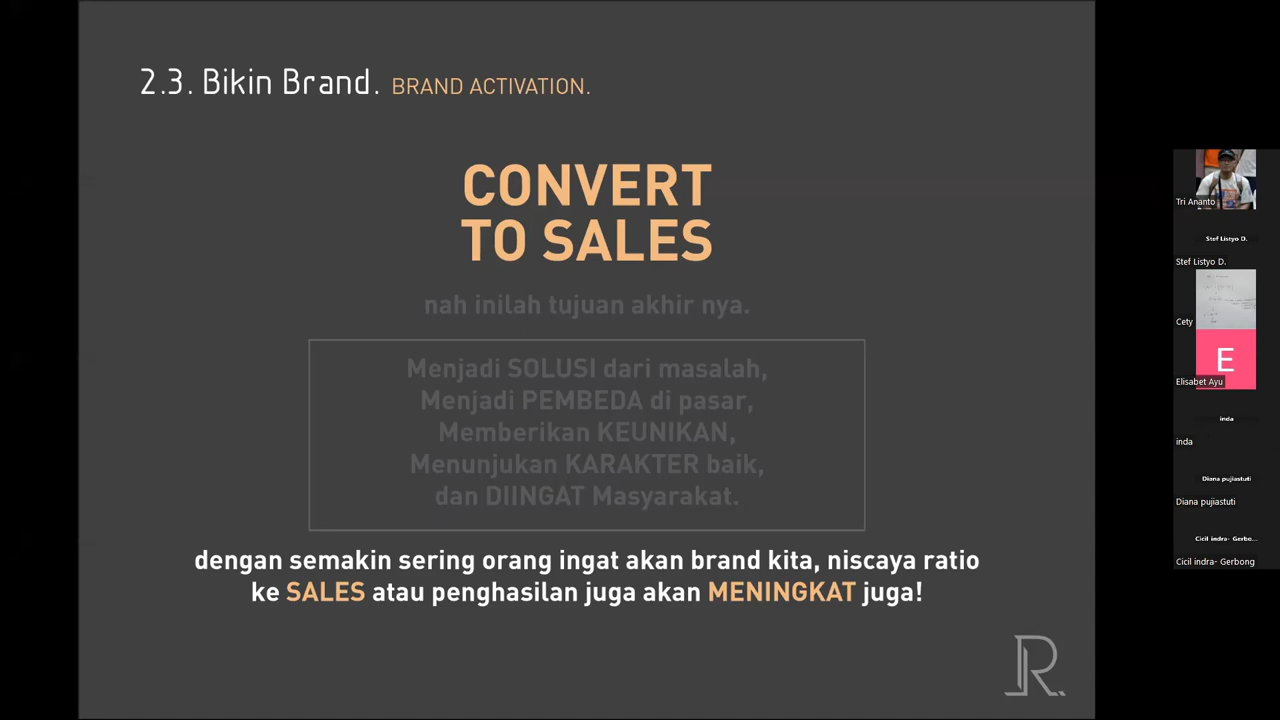 2.3. Bikin Brand. BRAND ACTIVATION.
CONVERT
TO SALES
nah inilah tujuan akhir nya.
Menjadi SOLUSI dari masalah,
Menjadi PEMBEDA di pasar,
Memberikan KEUNIKAN,
Menunjukan KARAKTER baik,
dan DIINGAT Masyarakat.
dengan semakin sering orang ingat akan brand kita, niscaya ratio
ke SALES atau penghasilan juga akan MENINGKAT juga!
R.
Tri Ananto
Stef Listyo D.
Stef Listyo D.
Cety
E
Elisabet Ayu
inda
inda
Diana pujiastuti
Diana pujiastuti
Cicil indra- Gerbo...
Cicil indra- Gerbong